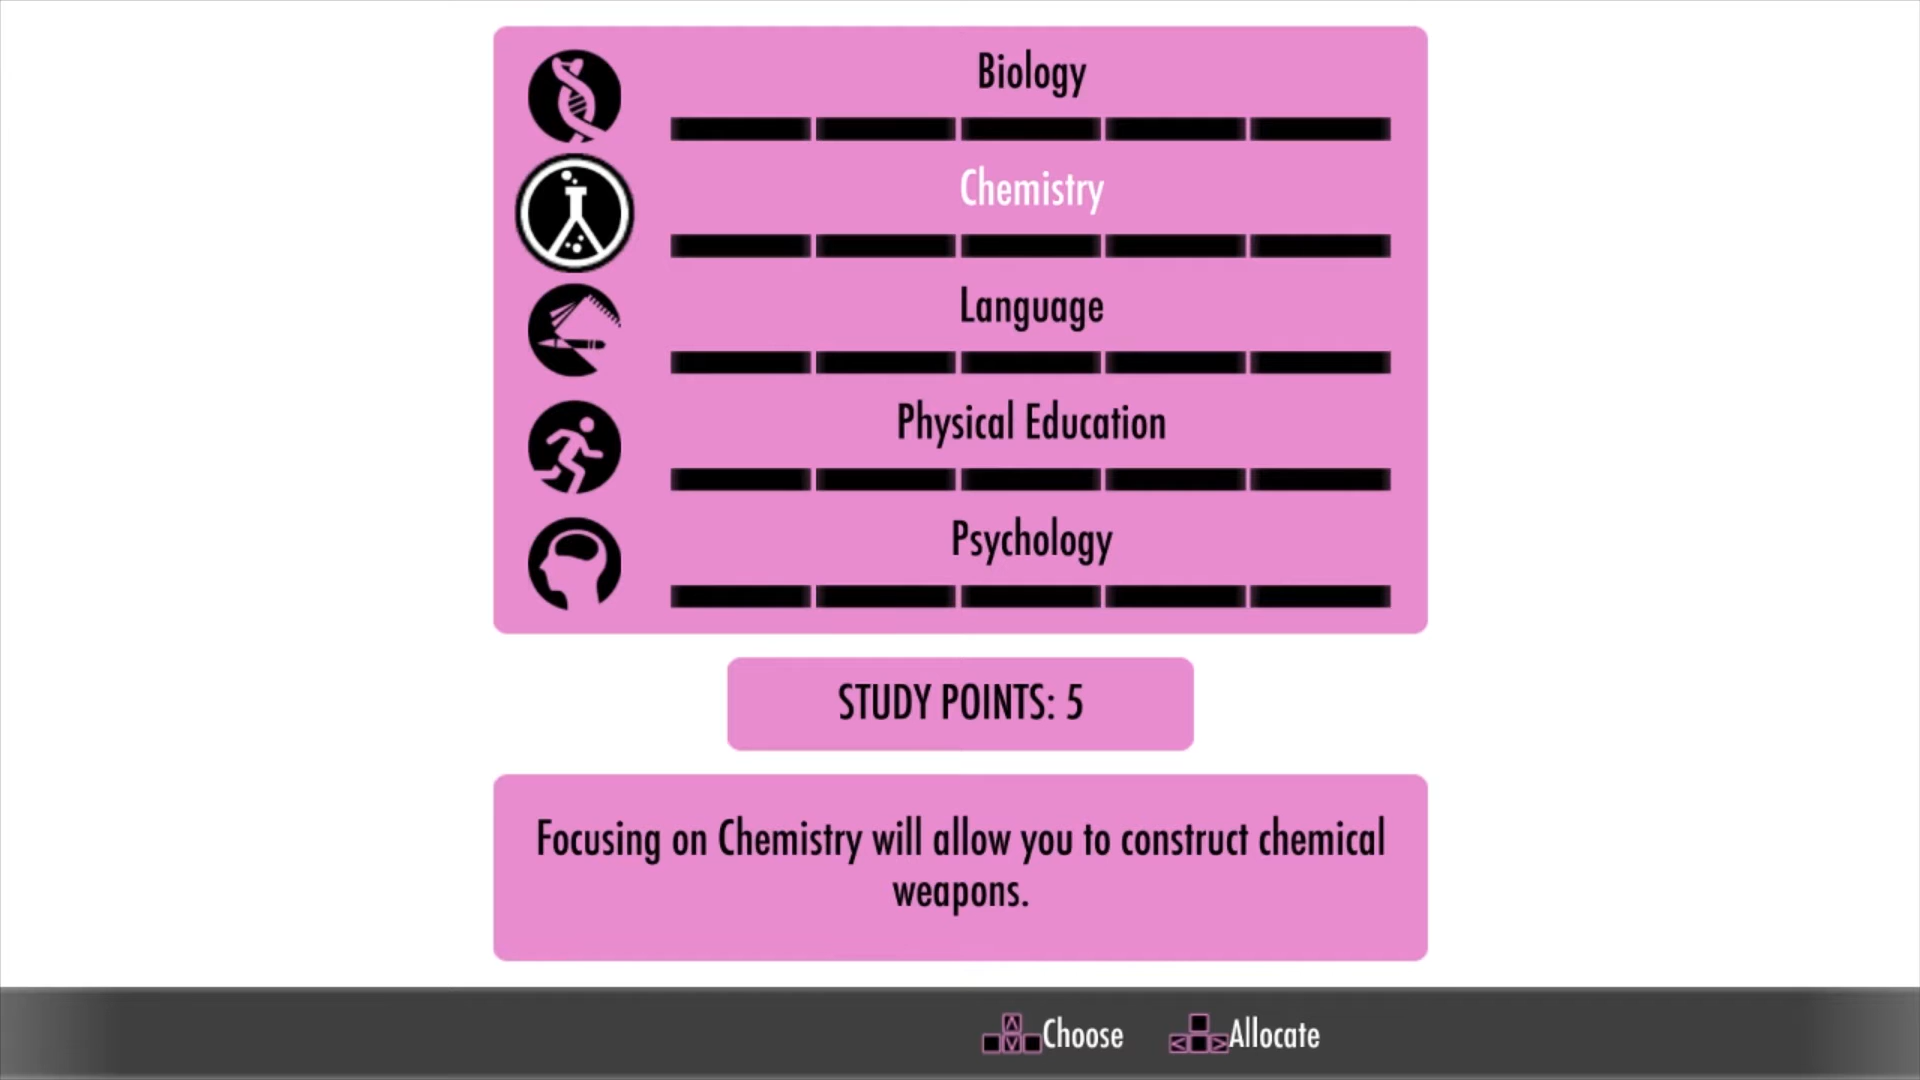 Biology
Chemistry
Language
Physical Education
Psychology
STUDY POINTS: 5
Focusing on Chemistry will allow you to construct chemical
weapons.
Choose
Allocate